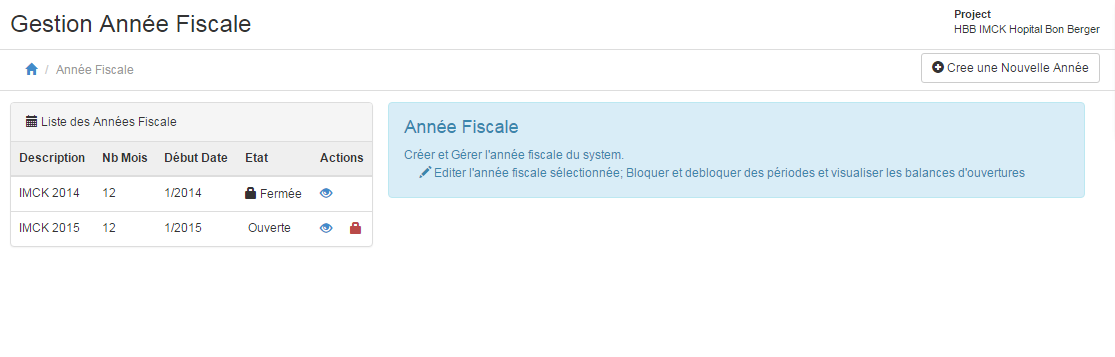 Gestion Année Fiscale
Project
HBB IMCK Hopital Bon Berger
/ Année Fiscale
Cree une Nouvelle Année
Liste des Années Fiscale
Description Nb Mois Début Date Etat Actions
IMCK 2014 12 1/2014 Fermée
IMCK 2015 12 1/2015 Ouverte
Année Fiscale
Créer et Gérer l'année fiscale du system.
Editer l'année fiscale sélectionnée; Bloquer et debloquer des périodes et visualiser les balances d'ouvertures